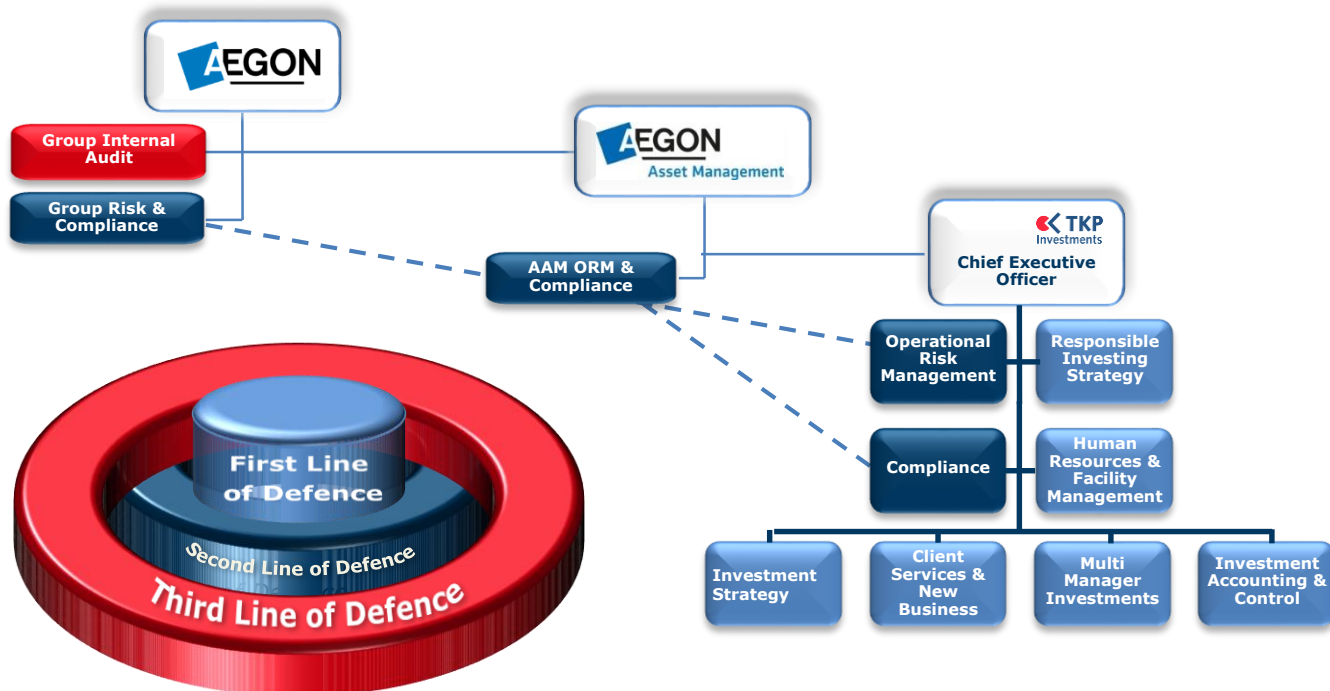 AEGON
Group Internal
Audit
AEGON
Asset Management
Group Risk &
Compliance
TKP
Investments
Chief Executive
Officer
AAM ORM &
Compliance
Operational
Risk
Management
Responsible
Investing
Strategy
First Line
of Defence
Compliance
Human
Resources &
Facility
Management
Second Line of Defence
Third Line of Defence
Investment
Strategy
Client
Services &
New
Business
Multi
Manager
Investments
Investment
Accounting &
Control